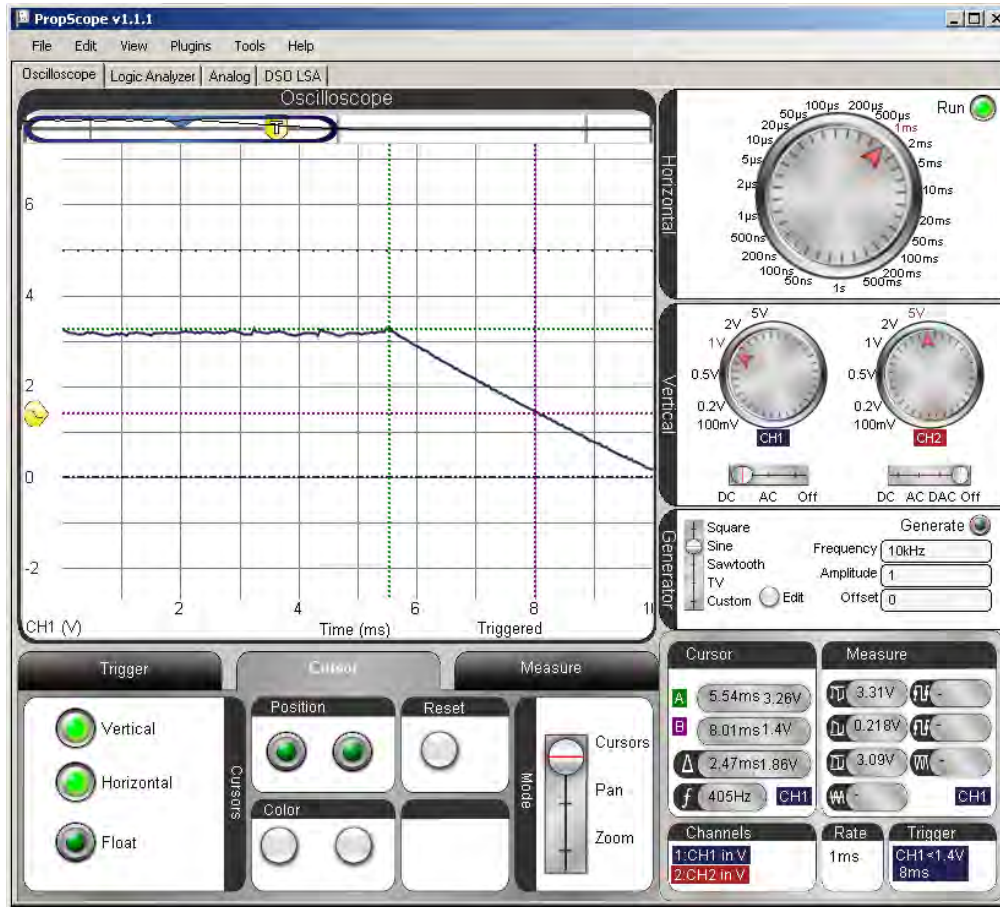 PropScope v1.1.1
File Edit View Plugins Tools Help
Oscilloscope Logic Analyzer Analog DSO LSA
Oscilloscope
T
6
4
2
0
-2
2 4 6 8 1
CH1 (V) Time (ms) Triggered
Horizontal
Run
50ns
100ns
200ns
500ns
1µs
2µs
5µs
10µs
20µs
50µs
100µs
200µs
500µs
1ms
2ms
5ms
10ms
20ms
50ms
100ms
200ms
500ms
1s
Vertical
5V
2V
1V
0.5V
0.2V
100mV
CH1
DC AC Off
5V
2V
1V
0.5V
0.2V
100mV
CH2
DC AC DAC Off
Generator
Square
Sine
Sawtooth
TV
Custom
Edit
Generate
Frequency 10kHz
Amplitude 1
Offset 0
Trigger Cursor Measure
Vertical
Horizontal
Float
Cursors
Position
Reset
Color
Mode
Cursors
Pan
Zoom
Cursor
A 5.54ms 3.26V
B 8.01ms 1.4V
Δ 2.47ms 1.86V
f 405Hz CH1
Measure
3.31V -
0.218V -
3.09V -
- CH1
Channels
1:CH1 in V
2:CH2 in V
Rate
1ms
Trigger
CH1<1.4V
8ms